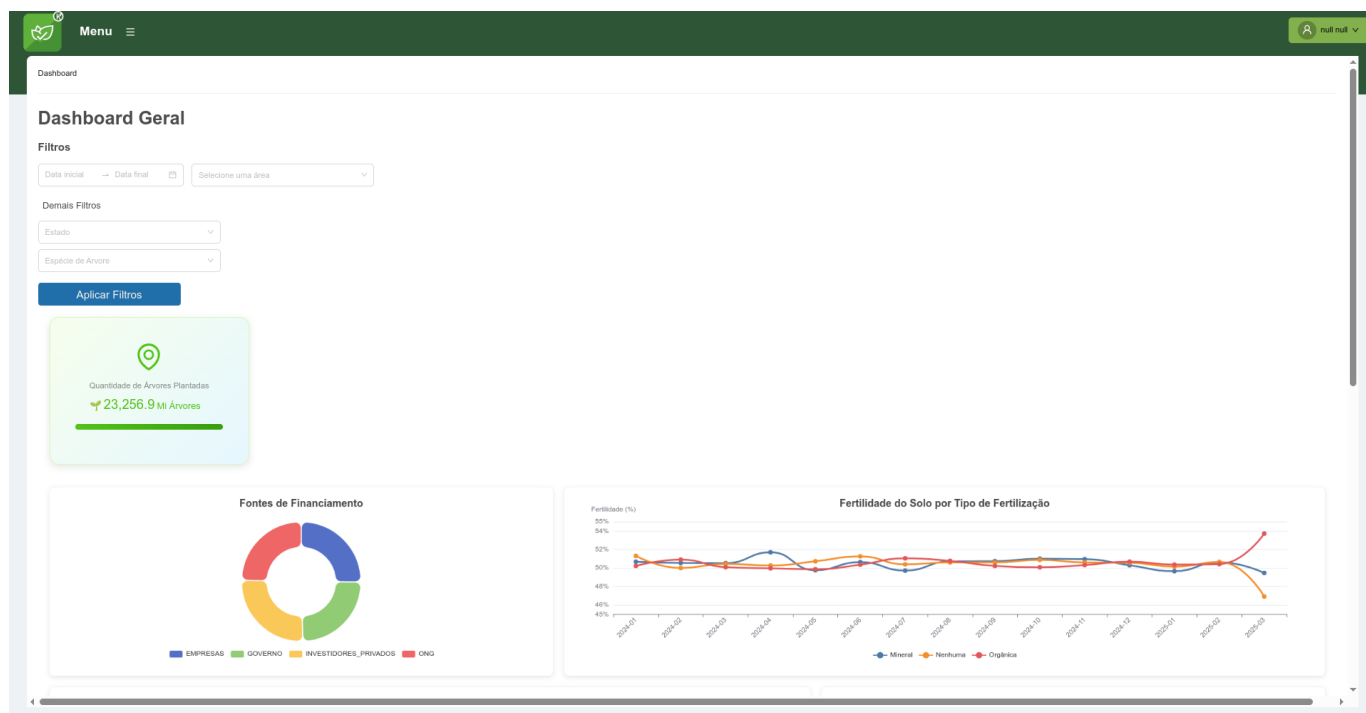 R
Menu
null null
Dashboard
Dashboard Geral
Filtros
Data inicial → Data final
Selecione uma área
Demais Filtros
Estado
Espécie de Arvore
Aplicar Filtros
Quantidade de Árvores Plantadas
23,256.9 Mi Árvores
Fontes de Financiamento
EMPRESAS GOVERNO INVESTIDORES_PRIVADOS ONG
Fertilidade do Solo por Tipo de Fertilização
Fertilidade (%)
55%
54%
52%
50%
48%
46%
45%
2024-01 2024-02 2024-03 2024-04 2024-05 2024-06 2024-07 2024-08 2024-09 2024-10 2024-11 2024-12 2025-01 2025-02 2025-03
Mineral Nenhuma Orgânica